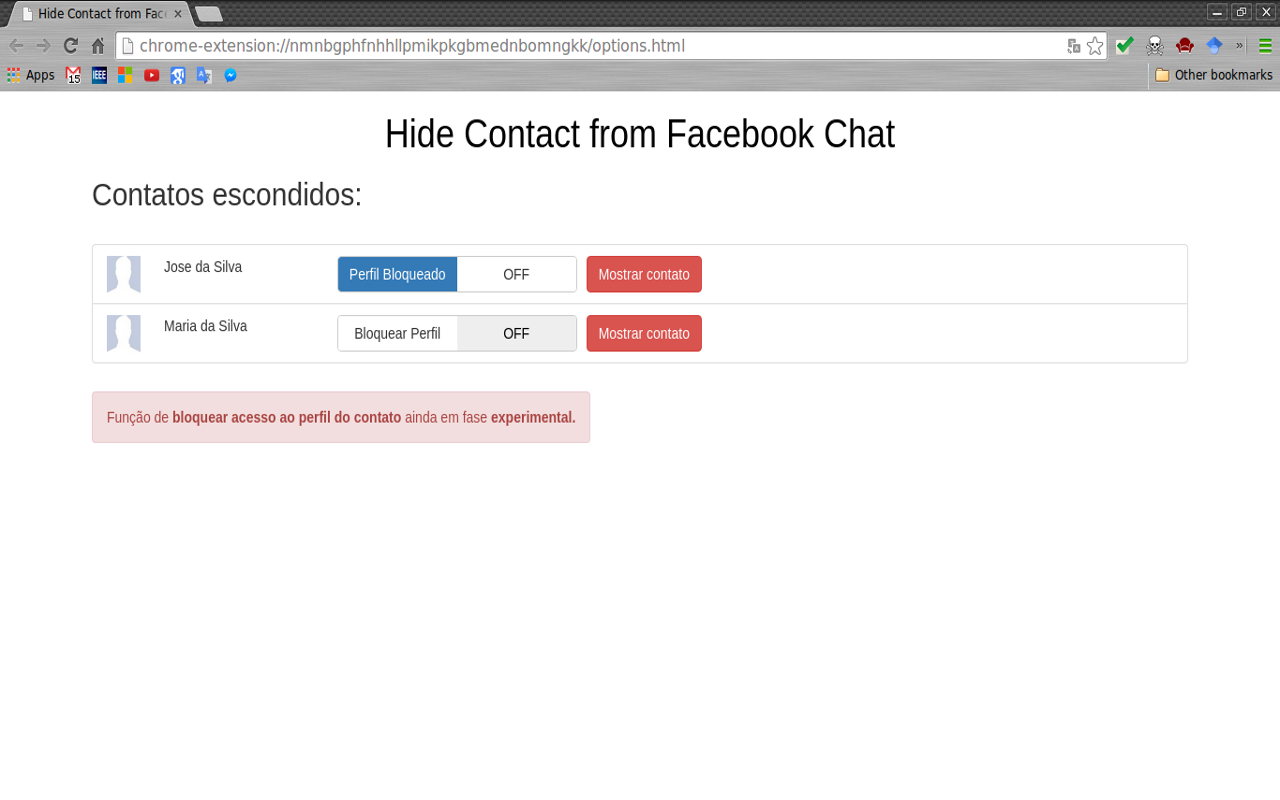 Hide Contact from Fac
chrome-extension://nmnbgphfnhhllpmikpkgbmednbomngkk/options.html
»
Apps
15
IEEE
Other bookmarks
Hide Contact from Facebook Chat
Contatos escondidos:
Jose da Silva Perfil Bloqueado OFF Mostrar contato
Maria da Silva Bloquear Perfil OFF Mostrar contato
Função de bloquear acesso ao perfil do contato ainda em fase experimental.